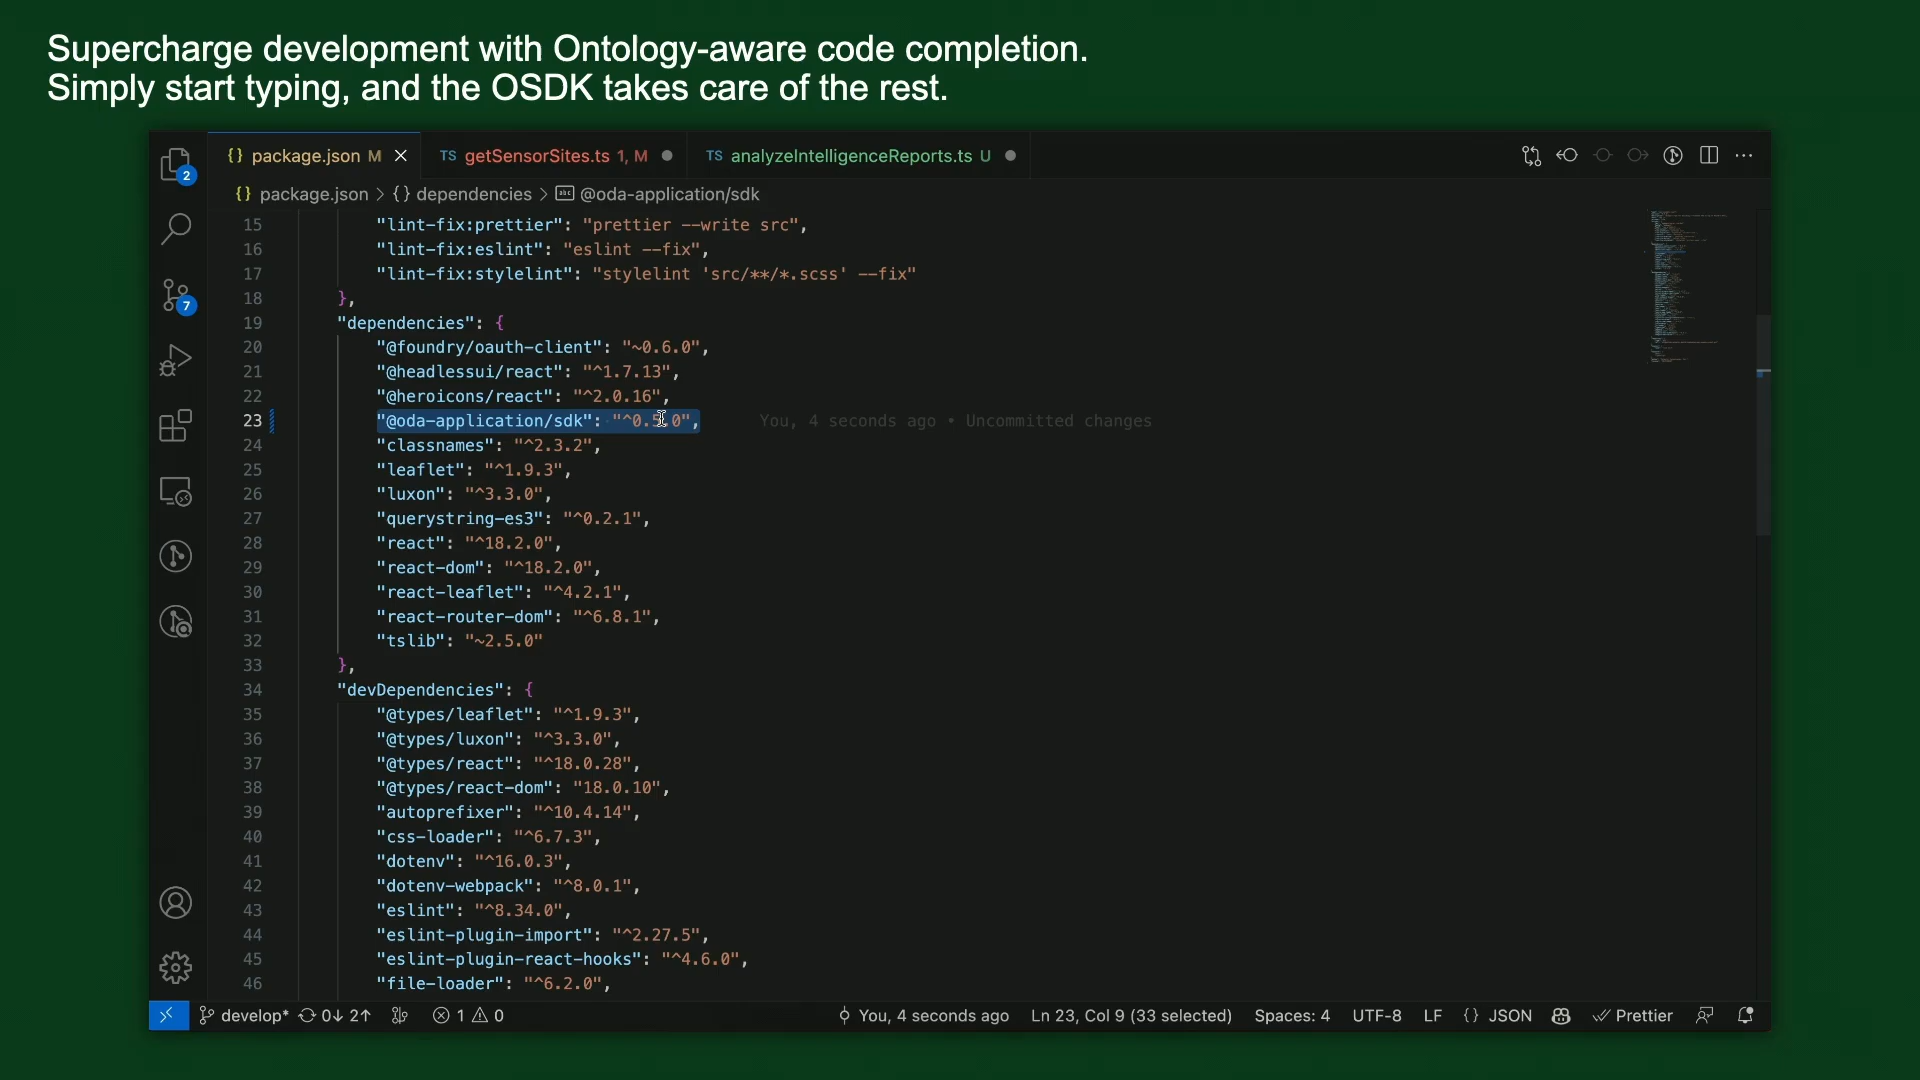 Supercharge development with Ontology-aware code completion.
Simply start typing, and the OSDK takes care of the rest.
{} package.json M
TS getSensorSites.ts 1, M
TS analyzeIntelligenceReports.ts U
{} package.json > {} dependencies > abc @oda-application/sdk
2
7
15 "lint-fix:prettier": "prettier --write src",
16 "lint-fix:eslint": "eslint --fix",
17 "lint-fix:stylelint": "stylelint 'src/**/*.scss' --fix"
18 },
19 "dependencies": {
20 "@foundry/oauth-client": "~0.6.0",
21 "@headlessui/react": "^1.7.13",
22 "@heroicons/react": "^2.0.16",
23 "@oda-application/sdk": "^0.5.0", You, 4 seconds ago • Uncommitted changes
24 "classnames": "^2.3.2",
25 "leaflet": "^1.9.3",
26 "luxon": "^3.3.0",
27 "querystring-es3": "^0.2.1",
28 "react": "^18.2.0",
29 "react-dom": "^18.2.0",
30 "react-leaflet": "^4.2.1",
31 "react-router-dom": "^6.8.1",
32 "tslib": "~2.5.0"
33 },
34 "devDependencies": {
35 "@types/leaflet": "^1.9.3",
36 "@types/luxon": "^3.3.0",
37 "@types/react": "^18.0.28",
38 "@types/react-dom": "18.0.10",
39 "autoprefixer": "^10.4.14",
40 "css-loader": "^6.7.3",
41 "dotenv": "^16.0.3",
42 "dotenv-webpack": "^8.0.1",
43 "eslint": "^8.34.0",
44 "eslint-plugin-import": "^2.27.5",
45 "eslint-plugin-react-hooks": "^4.6.0",
46 "file-loader": "^6.2.0",
develop* 0↓ 2↑ 1 0 You, 4 seconds ago Ln 23, Col 9 (33 selected) Spaces: 4 UTF-8 LF {} JSON Prettier